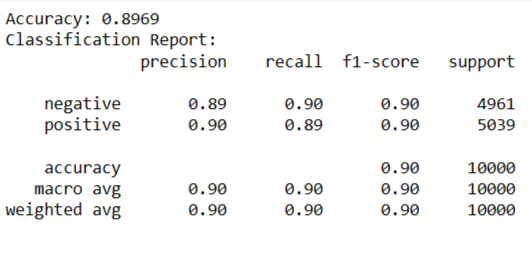 Accuracy: 0.8969
Classification Report:
precision recall f1-score support
negative 0.89 0.90 0.90 4961
positive 0.90 0.89 0.90 5039
accuracy 0.90 10000
macro avg 0.90 0.90 0.90 10000
weighted avg 0.90 0.90 0.90 10000